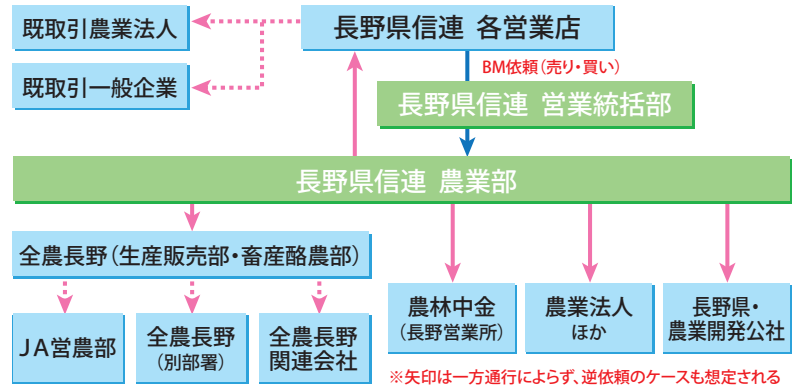 既取引農業法人
長野県信連 各営業店
既取引一般企業
BM依頼（売り・買い）
長野県信連 営業統括部
長野県信連 農業部
全農長野（生産販売部・畜産酪農部）
JA営農部
全農長野
（別部署）
全農長野
関連会社
農林中金
（長野営業所）
農業法人
ほか
長野県・
農業開発公社
※矢印は一方通行によらず、逆依頼のケースも想定される